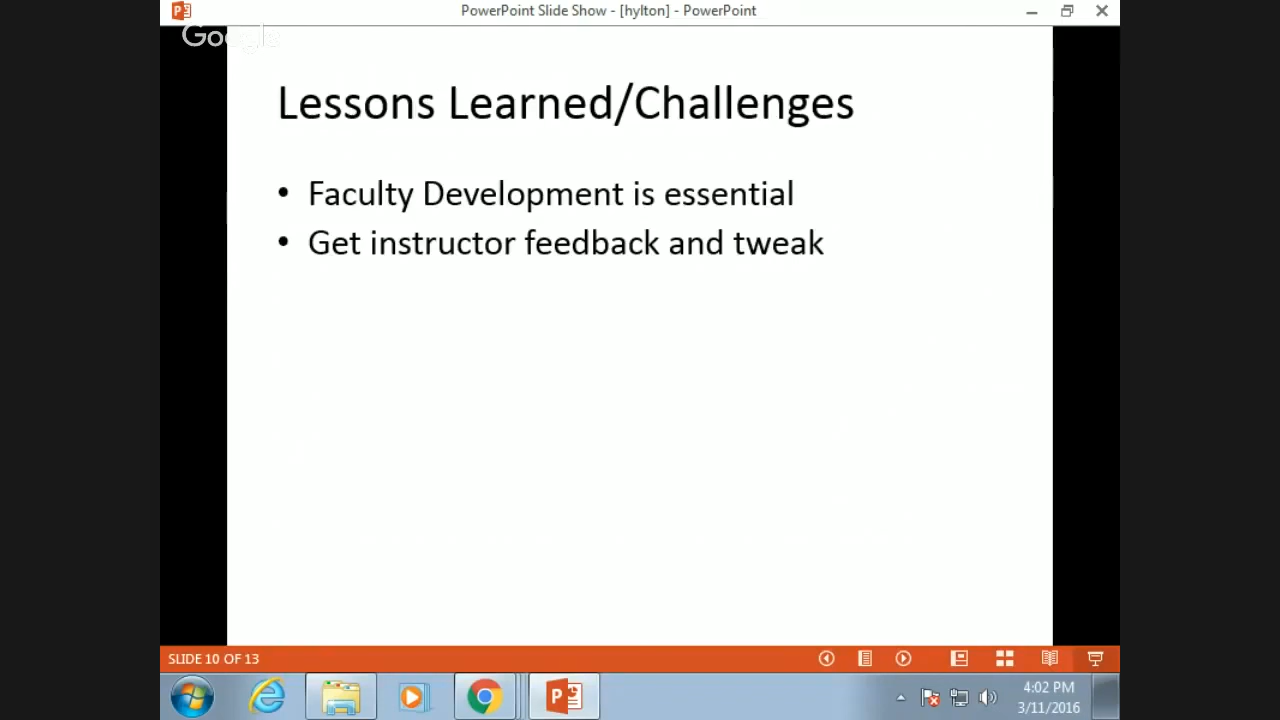 PowerPoint Slide Show - [hylton] - PowerPoint
Google
Lessons Learned/Challenges
• Faculty Development is essential
• Get instructor feedback and tweak
SLIDE 10 OF 13
4:02 PM
3/11/2016